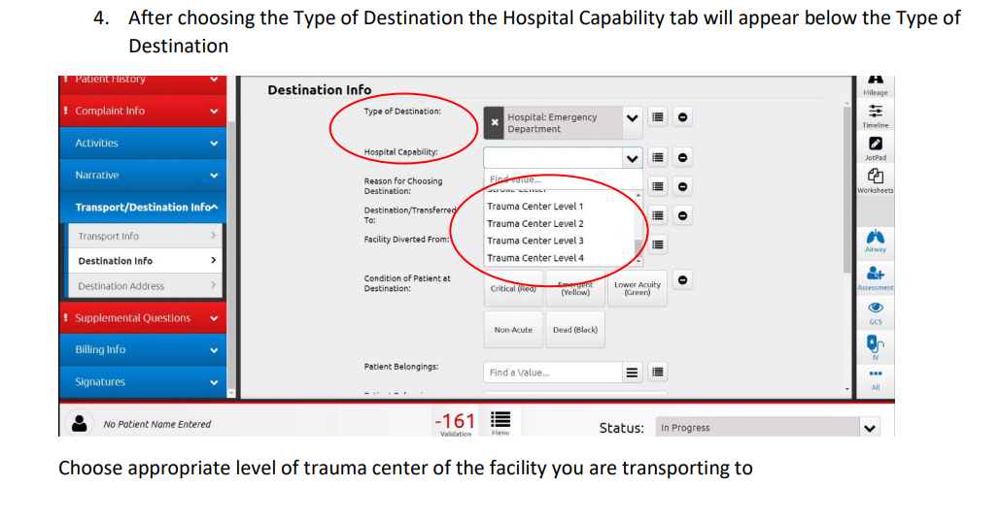 4. After choosing the Type of Destination the Hospital Capability tab will appear below the Type of
Destination
! Patient History
! Complaint Info
Activities
Narrative
Transport/Destination Info
Transport Info
Destination Info
Destination Address
! Supplemental Questions
Billing Info
Signatures
Destination Info
Type of Destination:
Hospital: Emergency
Department
Hospital Capability:
Find value...
Reason for Choosing
Destination:
Trauma Center Level 1
Destination/Transferred
To:
Trauma Center Level 2
Facility Diverted From:
Trauma Center Level 3
Trauma Center Level 4
Condition of Patient at
Destination:
Critical (Red)
Emergent
(Yellow)
Lower Acuity
(Green)
Non-Acute
Dead (Black)
Patient Belongings:
Find a Value...
Mileage
Timeline
JotPad
Worksheets
Airway
Assessment
GCS
IV
All
No Patient Name Entered
-161
Validation
Menu
Status:
In Progress
Choose appropriate level of trauma center of the facility you are transporting to